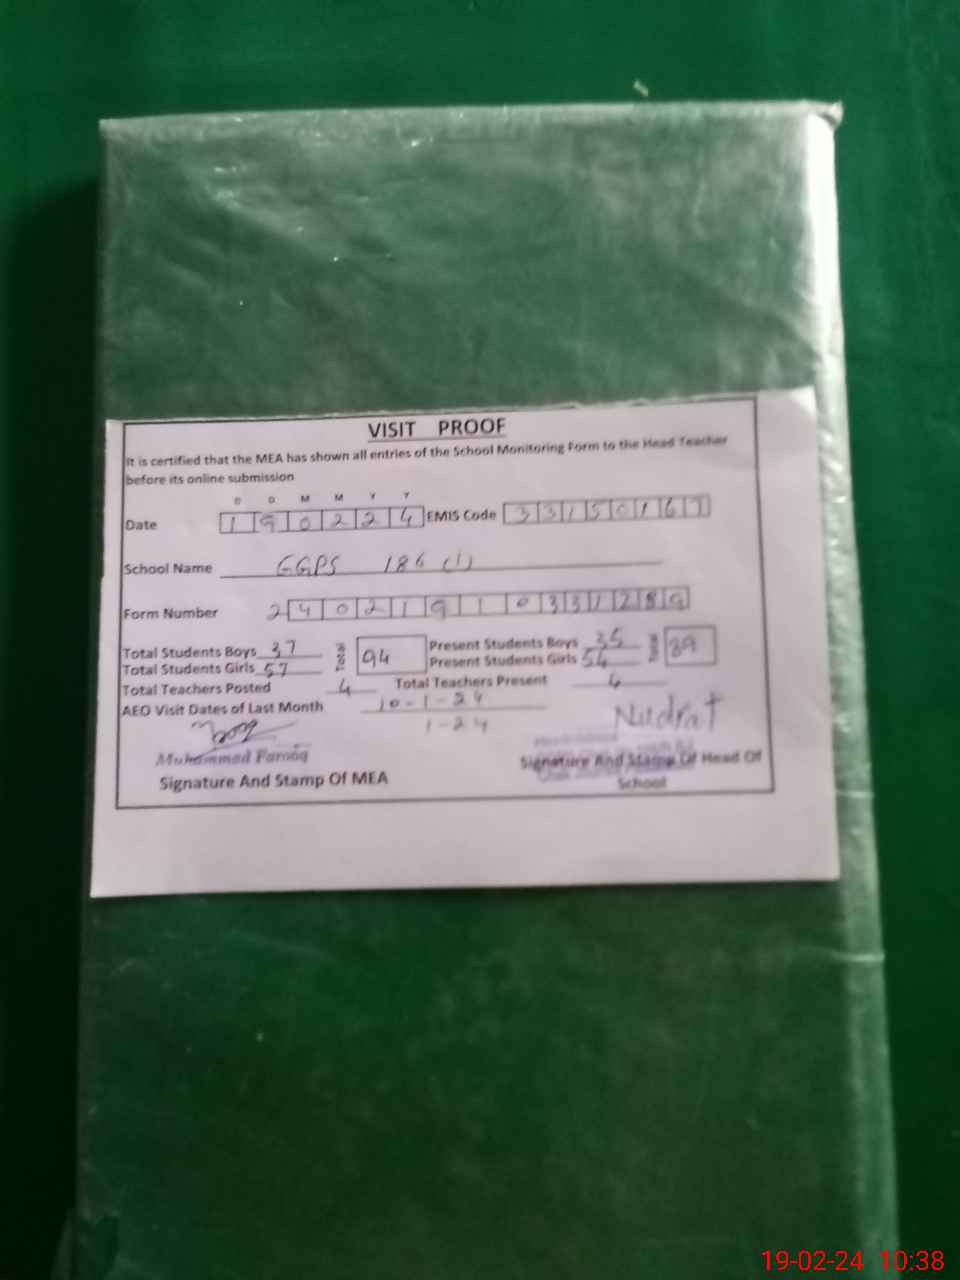 VISIT PROOF
It is certified that the MEA has shown all entries of the School Monitoring Form to the Head Teacher
before its online submission
D D M M Y Y
Date 1 9 0 2 2 4 EMIS Code 3 3 1 5 0 1 6 7
School Name GGPS 186 (1)
Form Number 2 4 0 2 1 9 1 0 3 3 1 2 8 9
Total Students Boys 37 Total 94 Present Students Boys 35 Total 89
Total Students Girls 57 Present Students Girls 54
Total Teachers Posted 4 Total Teachers Present 4
AEO Visit Dates of Last Month 10-1-24
1-24
Nudrat
Muhammad Farooq
Signature And Stamp Of MEA Signature And Stamp Of Head Of
School
19-02-24 10:38